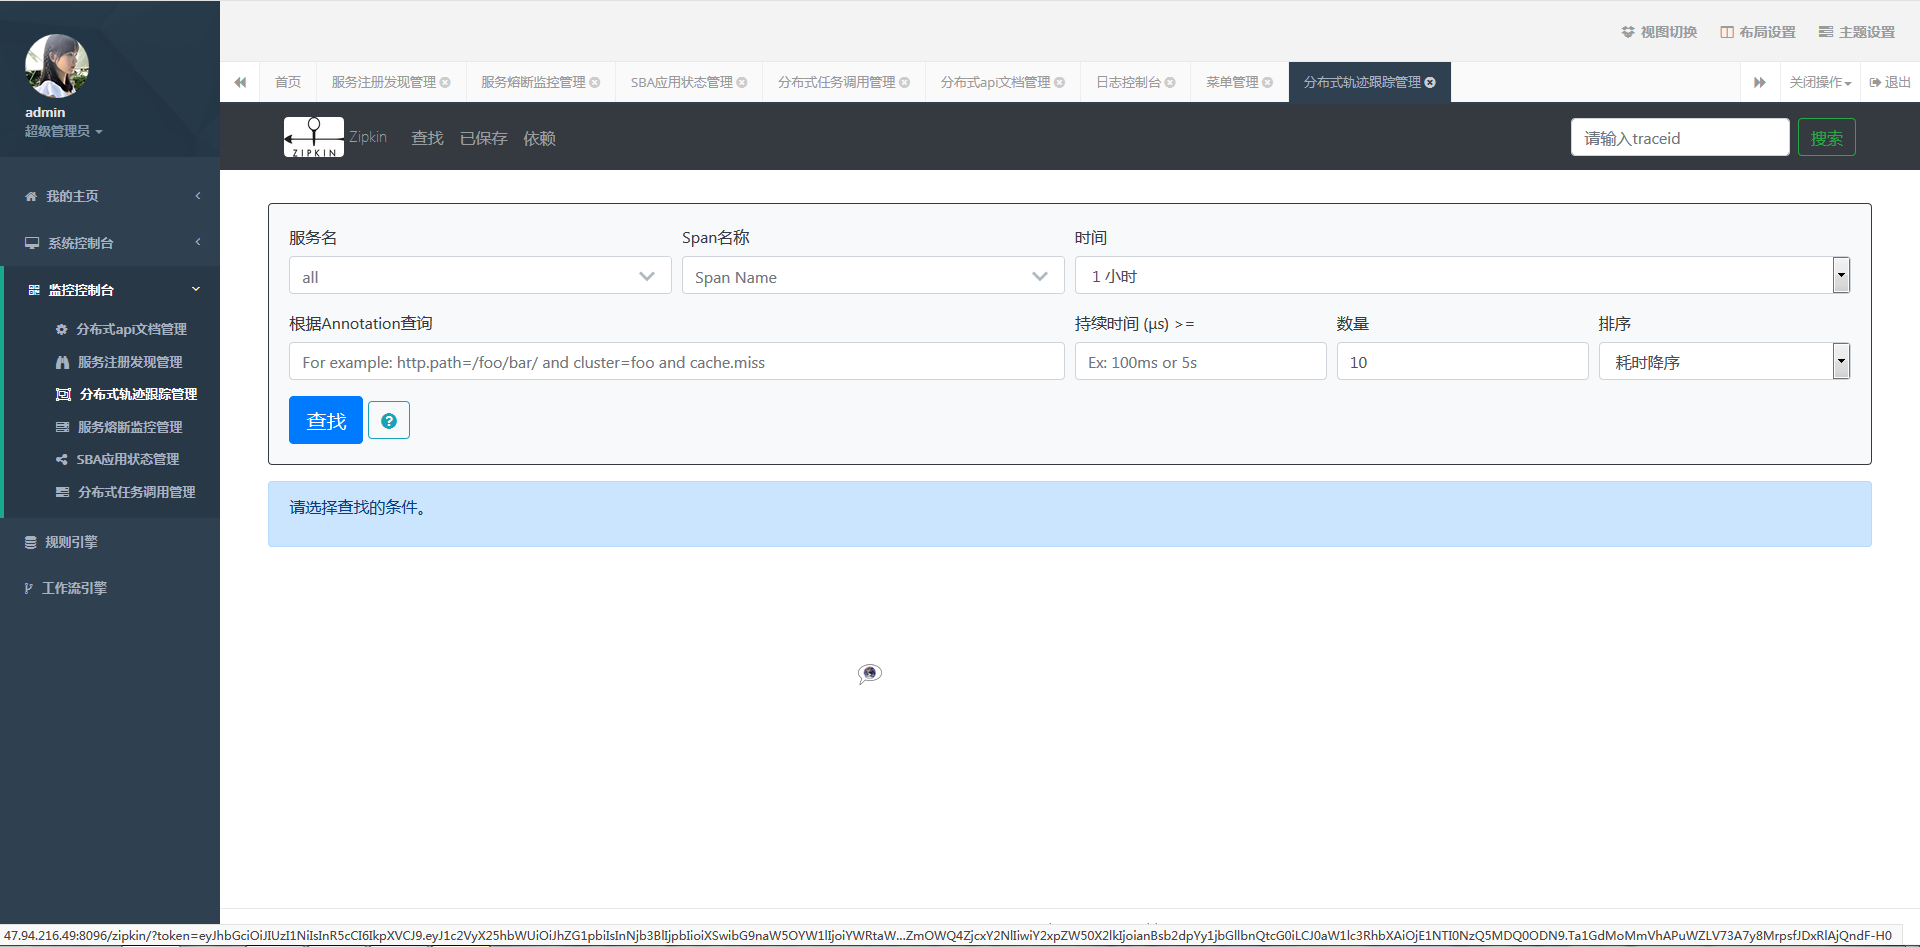 admin
超级管理员
我的主页
系统控制台
监控控制台
分布式api文档管理
服务注册发现管理
分布式轨迹跟踪管理
服务熔断监控管理
SBA应用状态管理
分布式任务调用管理
规则引擎
工作流引擎
视图切换 布局设置 主题设置
首页 服务注册发现管理 服务熔断监控管理 SBA应用状态管理 分布式任务调用管理 分布式api文档管理 日志控制台 菜单管理 分布式轨迹跟踪管理 关闭操作 退出
ZIPKIN Zipkin 查找 已保存 依赖 请输入traceid 搜索
服务名 Span名称 时间
all Span Name 1 小时
根据Annotation查询 持续时间 (μs) >= 数量 排序
For example: http.path=/foo/bar/ and cluster=foo and cache.miss Ex: 100ms or 5s 10 耗时降序
查找
请选择查找的条件。
47.94.216.49:8096/zipkin/?token=eyJhbGciOiJIUzI1NiIsInR5cCI6IkpXVCJ9.eyJ1c2VyX25hbWUiOiJhZG1pbiIsInNjb3BlIjpbIioiXSwibG9naW5OYW1lIjoiYWRtaW...ZmOWQ4ZjcxY2NlIiwiY2xpZW50X2lkIjoianBsb2dpYy1jbGllbnQtcG0iLCJ0aW1lc3RhbXAiOjE1NTI0NzQ5MDQ0ODN9.Ta1GdMoMmVhAPuWZLV73A7y8MrpsfJDxRlAjQndF-H0